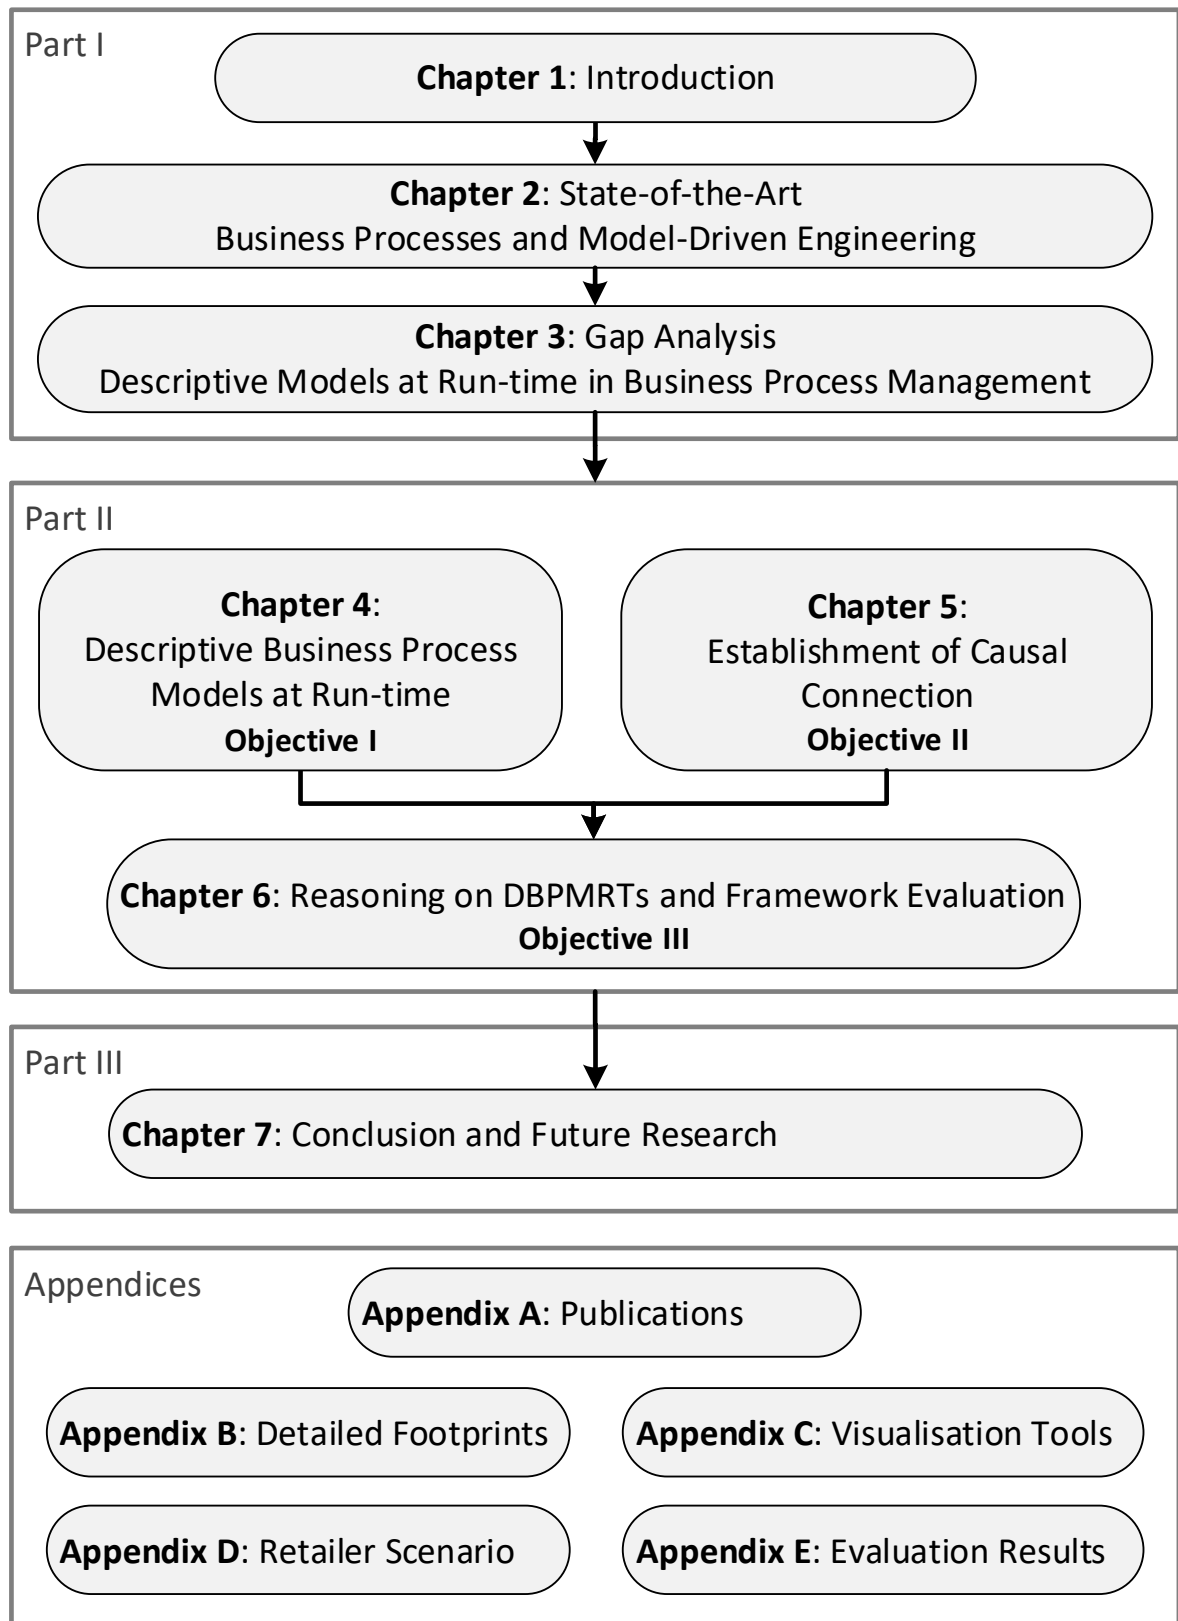 Part I
Chapter 1: Introduction
Chapter 2: State-of-the-Art
Business Processes and Model-Driven Engineering
Chapter 3: Gap Analysis
Descriptive Models at Run-time in Business Process Management
Part II
Chapter 4:
Descriptive Business Process
Models at Run-time
Objective I
Chapter 5:
Establishment of Causal
Connection
Objective II
Chapter 6: Reasoning on DBPMRTs and Framework Evaluation
Objective III
Part III
Chapter 7: Conclusion and Future Research
Appendices
Appendix A: Publications
Appendix B: Detailed Footprints
Appendix C: Visualisation Tools
Appendix D: Retailer Scenario
Appendix E: Evaluation Results